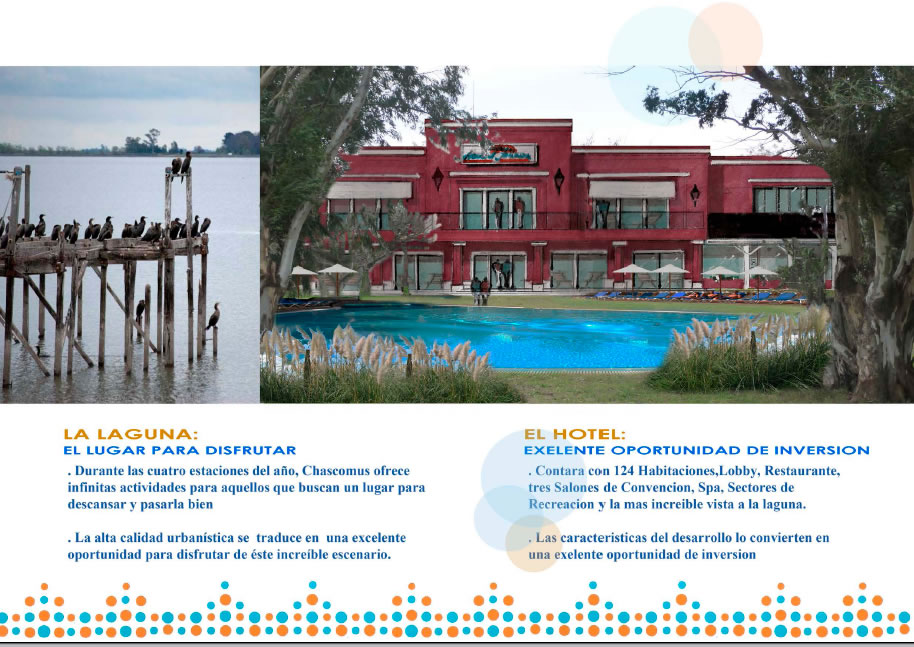 LA LAGUNA:
EL LUGAR PARA DISFRUTAR
. Durante las cuatro estaciones del año, Chascomus ofrece
infinitas actividades para aquellos que buscan un lugar para
descansar y pasarla bien
. La alta calidad urbanística se traduce en una excelente
oportunidad para disfrutar de éste increíble escenario.
EL HOTEL:
EXELENTE OPORTUNIDAD DE INVERSION
. Contara con 124 Habitaciones,Lobby, Restaurante,
tres Salones de Convencion, Spa, Sectores de
Recreacion y la mas increible vista a la laguna.
. Las caracteristicas del desarrollo lo convierten en
una exelente oportunidad de inversion